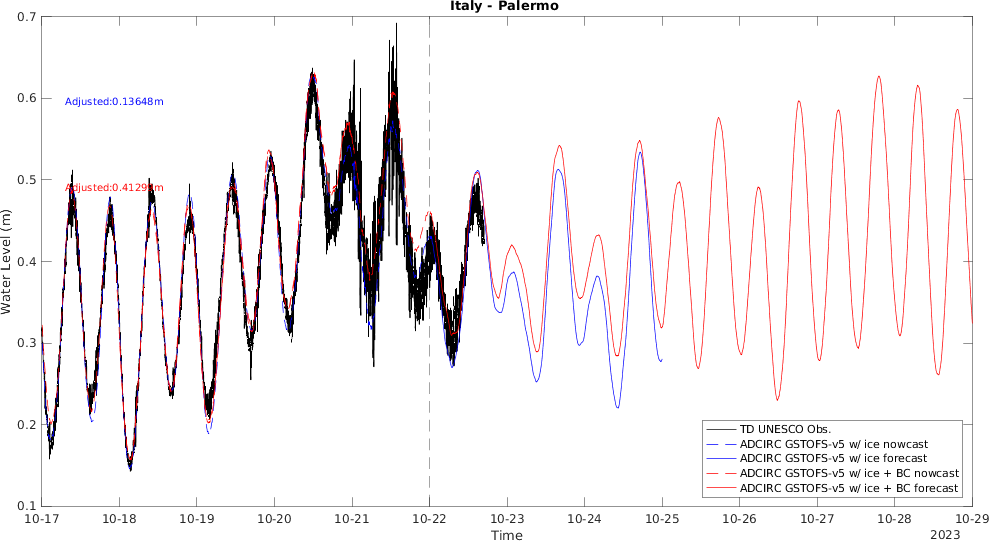 Italy - Palermo
0.7
0.6
0.5
0.4
0.3
0.2
0.1
Water Level (m)
Adjusted:0.13648m
TD UNESCO Obs.
ADCIRC GSTOFS-v5 w/ ice nowcast
ADCIRC GSTOFS-v5 w/ ice forecast
ADCIRC GSTOFS-v5 w/ ice + BC nowcast
ADCIRC GSTOFS-v5 w/ ice + BC forecast
10-17 10-18 10-19 10-20 10-21 10-22 10-23 10-24 10-25 10-26 10-27 10-28 10-29
Time
2023